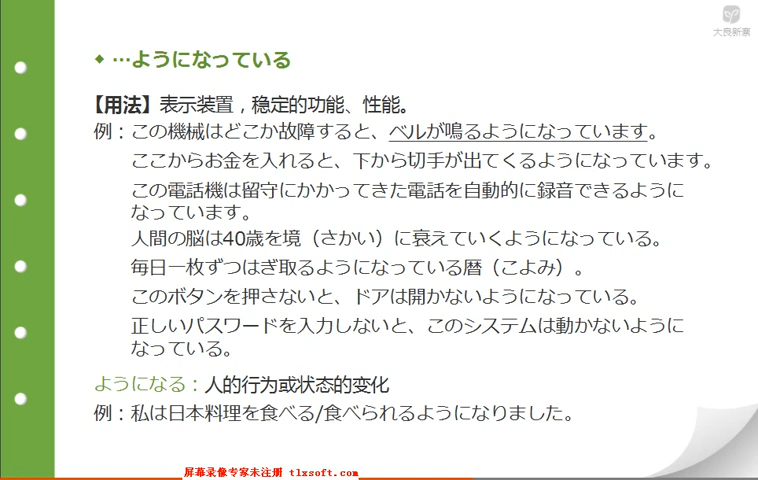 大良新寨
◆ …ようになっている
【用法】表示装置，稳定的功能、性能。
例：この機械はどこか故障すると、ベルが鳴るようになっています。
ここからお金を入れると、下から切手が出てくるようになっています。
この電話機は留守にかかってきた電話を自動的に録音できるように
なっています。
人間の脳は40歳を境（さかい）に衰えていくようになっている。
毎日一枚ずつはぎ取るようになっている暦（こよみ）。
このボタンを押さないと、ドアは開かないようになっている。
正しいパスワードを入力しないと、このシステムは動かないように
なっている。
ようになる：人的行为或状态的变化
例：私は日本料理を食べる/食べられるようになりました。
屏幕录像专家未注册 tlxsoft.com